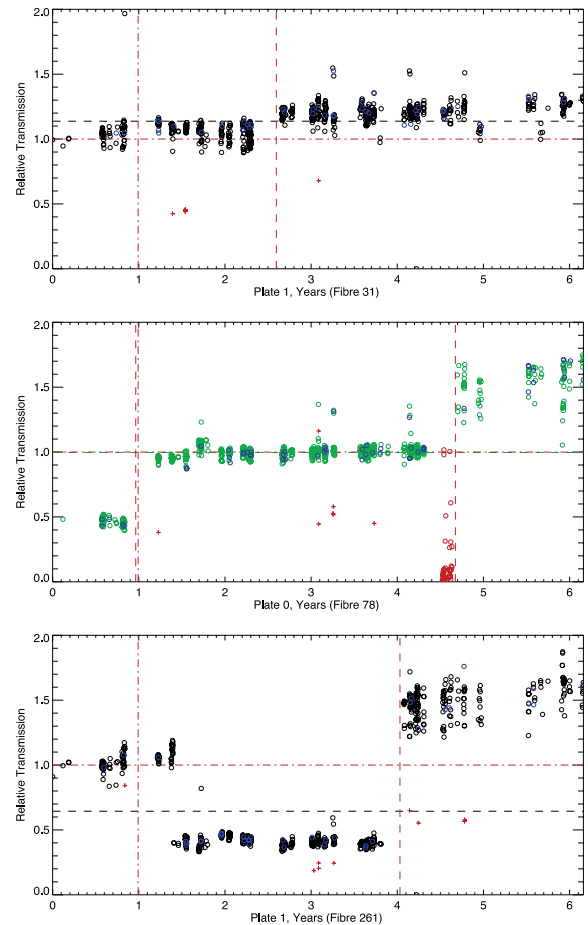 2.0
1.5
1.0
0.5
0.0
Relative Transmission
0 1 2 3 4 5 6
Plate 1, Years (Fibre 31)
2.0
1.5
1.0
0.5
0.0
Relative Transmission
0 1 2 3 4 5 6
Plate 0, Years (Fibre 78)
2.0
1.5
1.0
0.5
0.0
Relative Transmission
0 1 2 3 4 5 6
Plate 1, Years (Fibre 261)